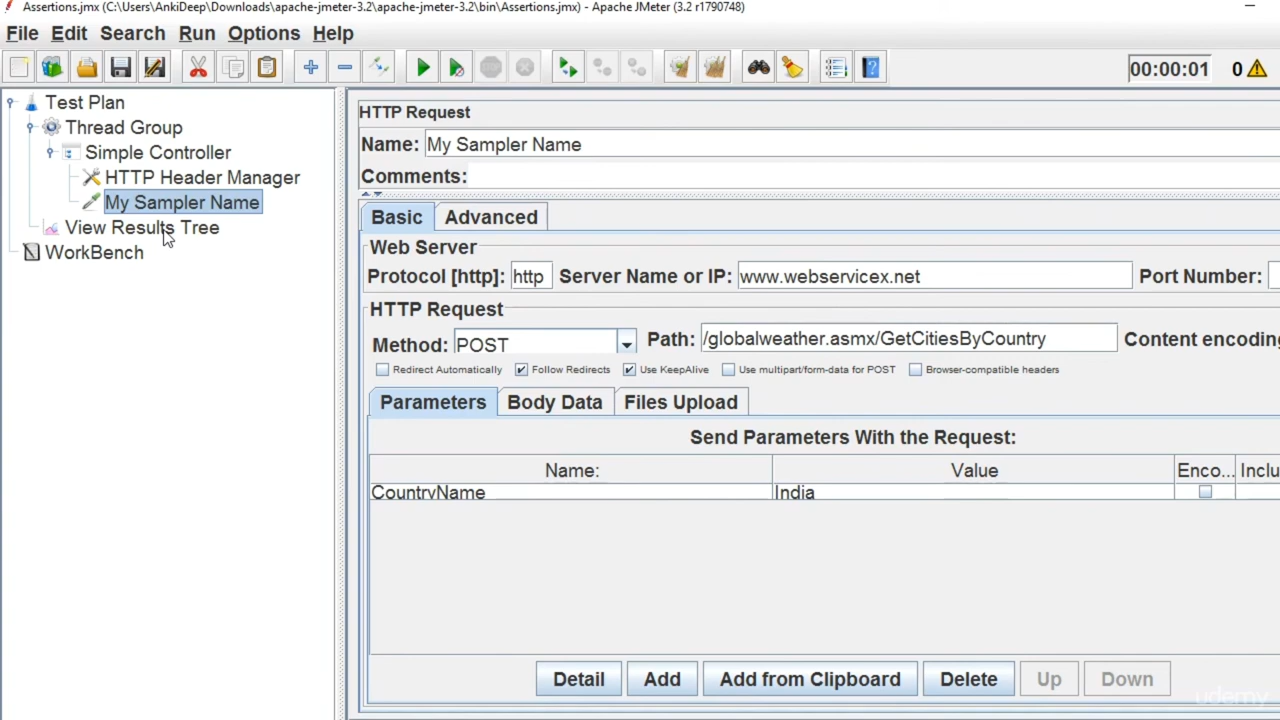 Assertions.jmx (C:\Users\AnkiDeep\Downloads\apache-jmeter-3.2\apache-jmeter-3.2\bin\Assertions.jmx) - Apache JMeter (3.2 r1790748)
File Edit Search Run Options Help
00:00:01 0
Test Plan
Thread Group
Simple Controller
HTTP Header Manager
My Sampler Name
View Results Tree
WorkBench
HTTP Request
Name: My Sampler Name
Comments:
Basic Advanced
Web Server
Protocol [http]: http Server Name or IP: www.webservicex.net Port Number:
HTTP Request
Method: POST Path: /globalweather.asmx/GetCitiesByCountry Content encoding
Redirect Automatically Follow Redirects Use KeepAlive Use multipart/form-data for POST Browser-compatible headers
Parameters Body Data Files Upload
Send Parameters With the Request:
Name: Value Enco... Inclu
CountryName India
Detail Add Add from Clipboard Delete Up Down
udemy